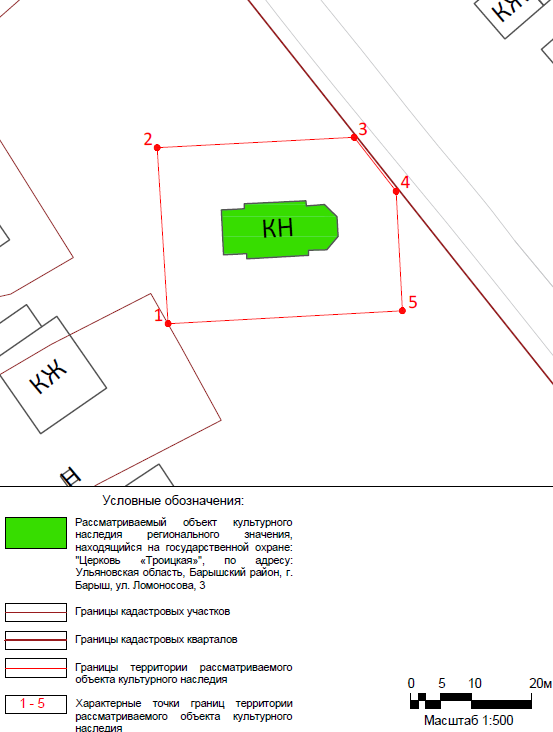 КЖ
2
3
4
КН
1
5
КЖ
Н
Условные обозначения:
Рассматриваемый объект культурного
наследия регионального значения,
находящийся на государственной охране:
"Церковь «Троицкая»", по адресу:
Ульяновская область, Барышский район, г.
Барыш, ул. Ломоносова, 3
Границы кадастровых участков
Границы кадастровых кварталов
Границы территории рассматриваемого
объекта культурного наследия
1 - 5
Характерные точки границ территории
рассматриваемого объекта культурного
наследия
0 5 10 20м
Масштаб 1:500